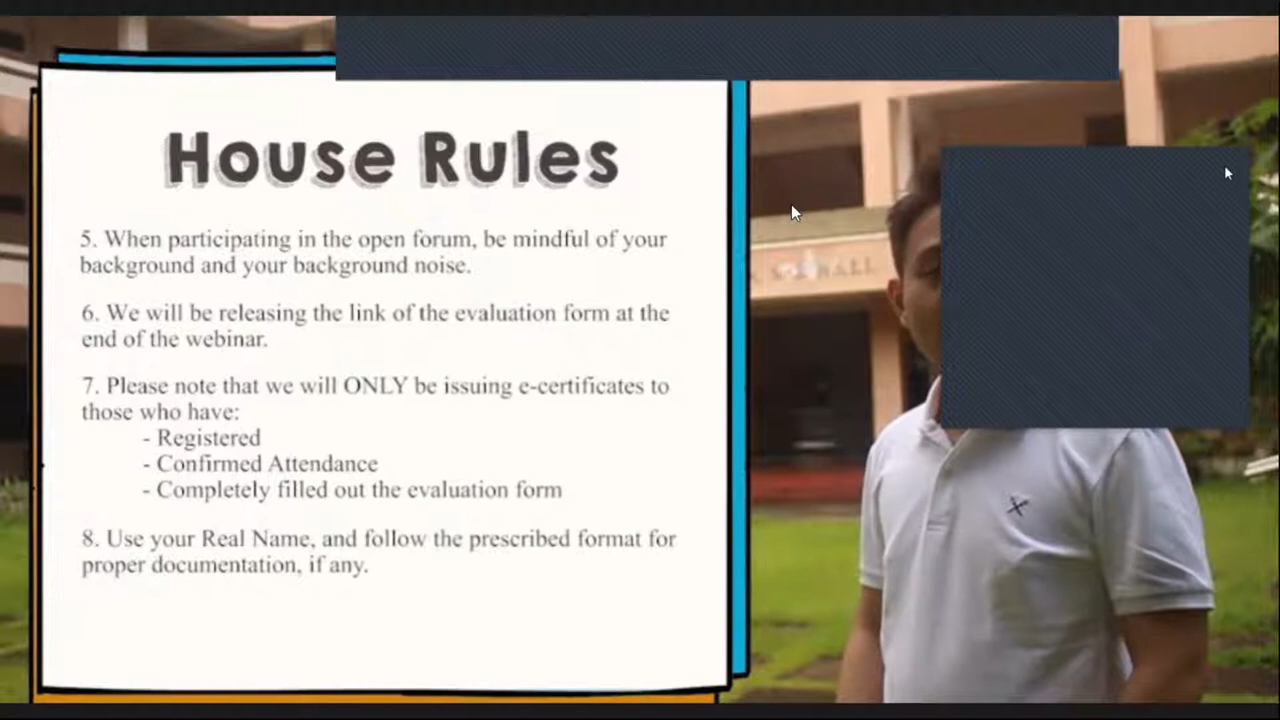 House Rules
5. When participating in the open forum, be mindful of your
background and your background noise.
6. We will be releasing the link of the evaluation form at the
end of the webinar.
7. Please note that we will ONLY be issuing e-certificates to
those who have:
- Registered
- Confirmed Attendance
- Completely filled out the evaluation form
8. Use your Real Name, and follow the prescribed format for
proper documentation, if any.